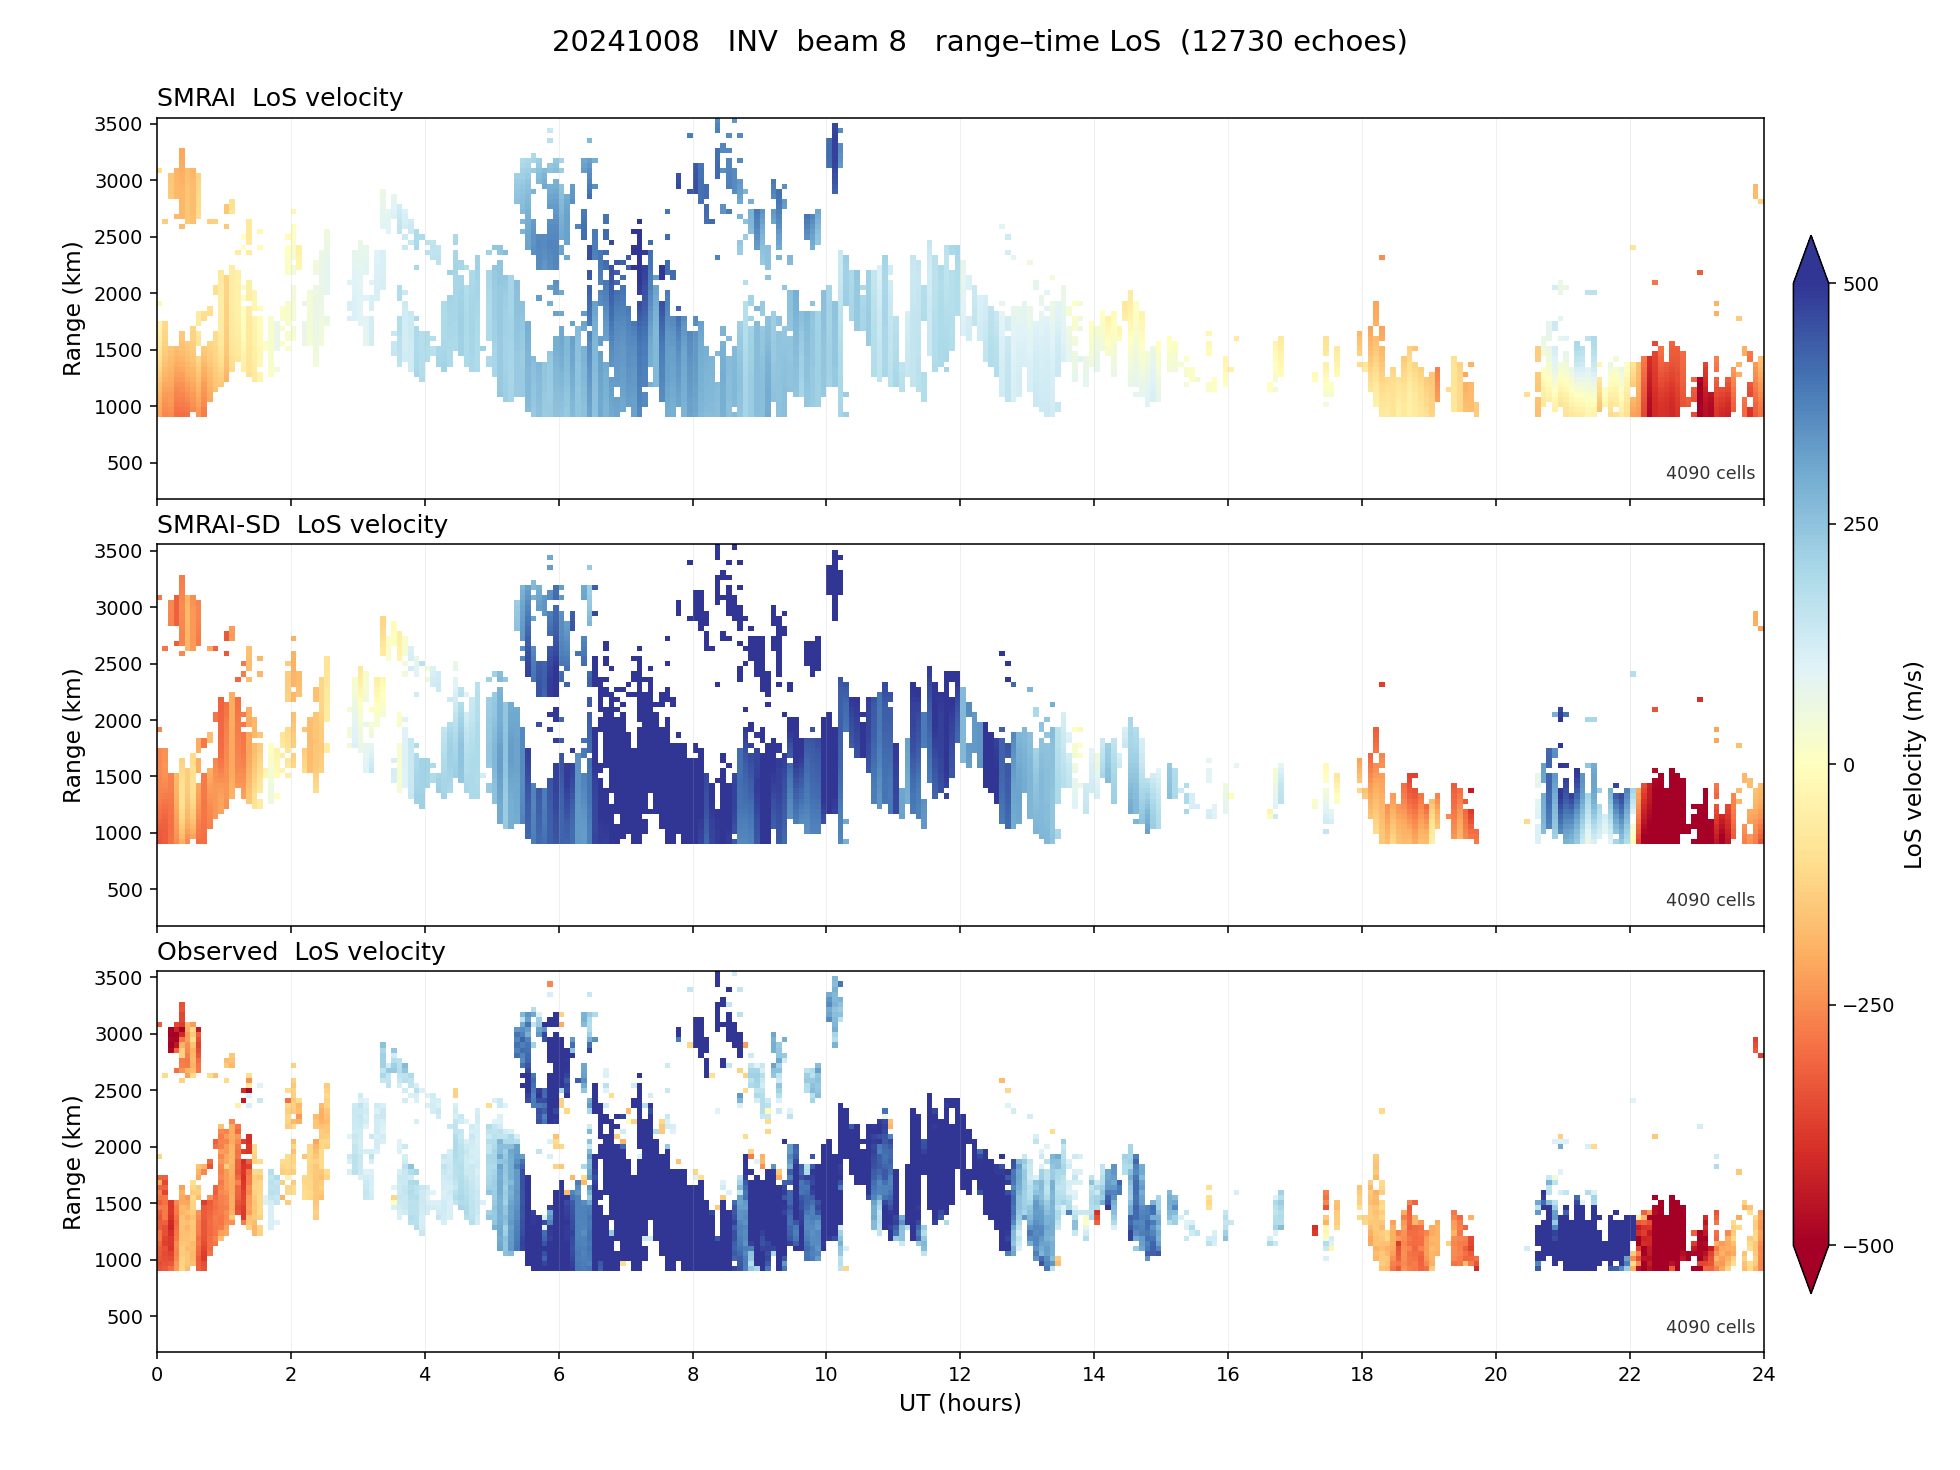 20241008   INV  beam 8   range–time LoS  (12730 echoes)
SMRAI  LoS velocity
3500
3000
2500
2000
1500
1000
500
Range (km)
4090 cells
SMRAI-SD  LoS velocity
3500
3000
2500
2000
1500
1000
500
Range (km)
4090 cells
Observed  LoS velocity
3500
3000
2500
2000
1500
1000
500
Range (km)
4090 cells
0 2 4 6 8 10 12 14 16 18 20 22 24
UT (hours)
500
250
0
−250
−500
LoS velocity (m/s)